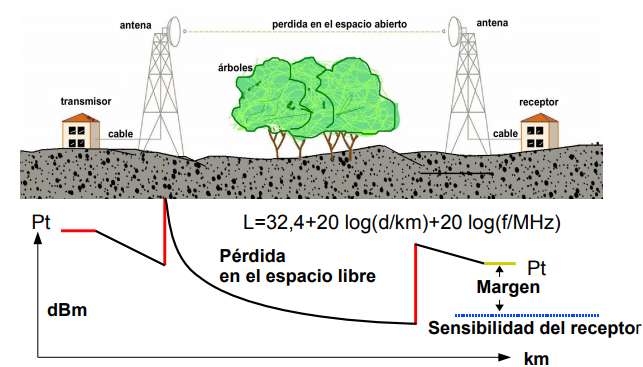 antena
perdida en el espacio abierto
antena
árboles
transmisor
receptor
cable
cable
Pt
L=32,4+20 log(d/km)+20 log(f/MHz)
Pérdida
en el espacio libre
Pt
Margen
dBm
Sensibilidad del receptor
km